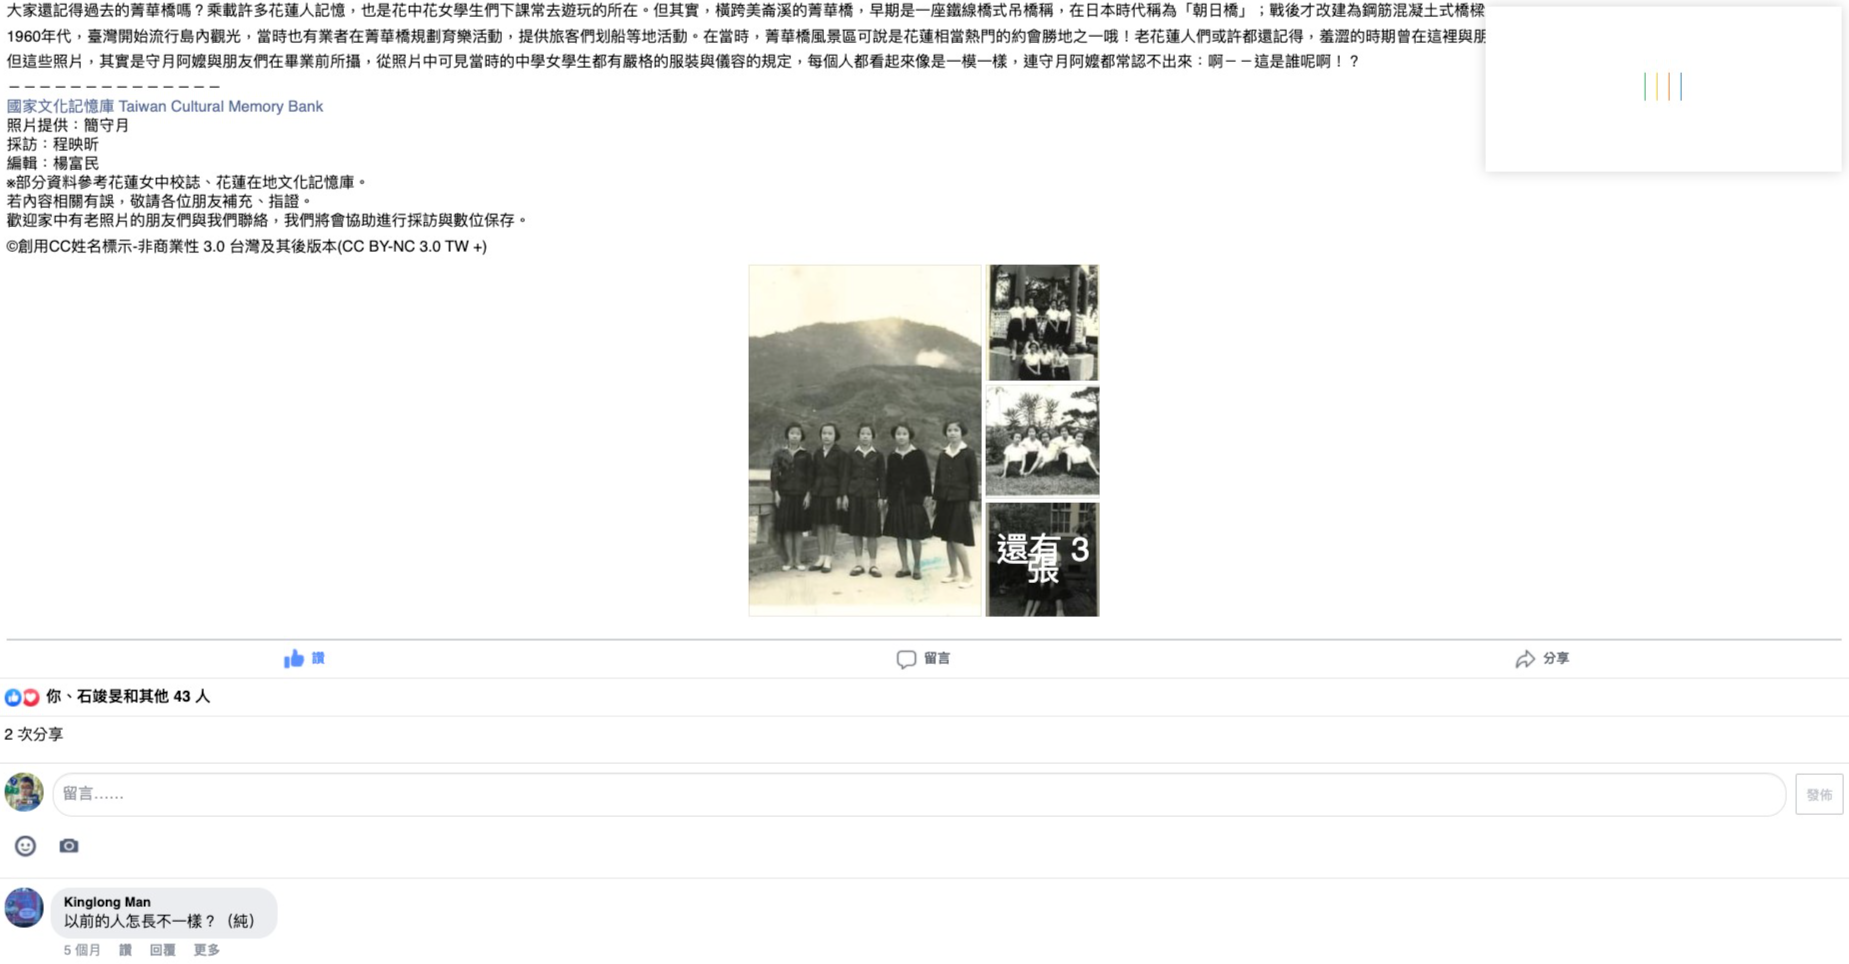 大家還記得過去的菁華橋嗎？乘載許多花蓮人記憶，也是花中花女學生們下課常去遊玩的所在。但其實，橫跨美崙溪的菁華橋，早期是一座鐵線橋式吊橋稱，在日本時代稱為「朝日橋」；戰後才改建為鋼筋混凝土式橋樑
1960年代，臺灣開始流行島內觀光，當時也有業者在菁華橋規劃育樂活動，提供旅客們划船等地活動。在當時，菁華橋風景區可說是花蓮相當熱門的約會勝地之一哦！老花蓮人們或許都還記得，羞澀的時期曾在這裡與朋
但這些照片，其實是守月阿嬤與朋友們在畢業前所攝，從照片中可見當時的中學女學生都有嚴格的服裝與儀容的規定，每個人都看起來像是一模一樣，連守月阿嬤都常認不出來：啊－－這是誰呢啊！？
－－－－－－－－－－－－－－
國家文化記憶庫 Taiwan Cultural Memory Bank
照片提供：簡守月
採訪：程映昕
編輯：楊富民
※部分資料參考花蓮女中校誌、花蓮在地文化記憶庫。
若內容相關有誤，敬請各位朋友補充、指證。
歡迎家中有老照片的朋友們與我們聯絡，我們將會協助進行採訪與數位保存。
©創用CC姓名標示-非商業性 3.0 台灣及其後版本(CC BY-NC 3.0 TW +)
還有 3
張
讚 留言 分享
你、石竣旻和其他 43 人
2 次分享
留言......
發佈
Kinglong Man
以前的人怎長不一樣？（純）
5 個月 讚 回覆 更多